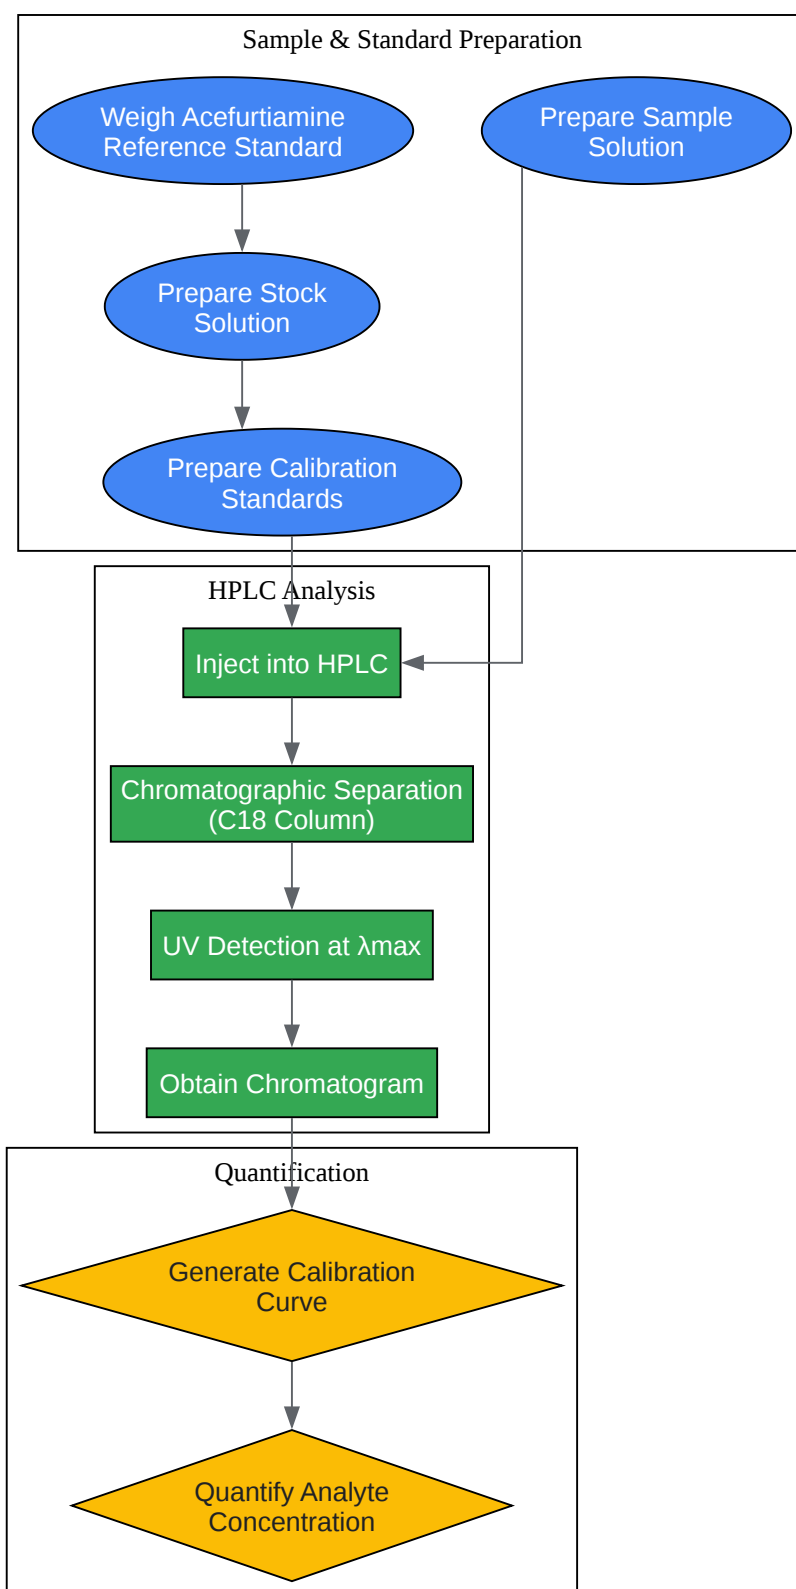 Sample & Standard Preparation
Weigh Acefurtiamine
Reference Standard
Prepare Sample
Solution
Prepare Stock
Solution
Prepare Calibration
Standards
HPLC Analysis
Inject into HPLC
Chromatographic Separation
(C18 Column)
UV Detection at λmax
Obtain Chromatogram
Quantification
Generate Calibration
Curve
Quantify Analyte
Concentration